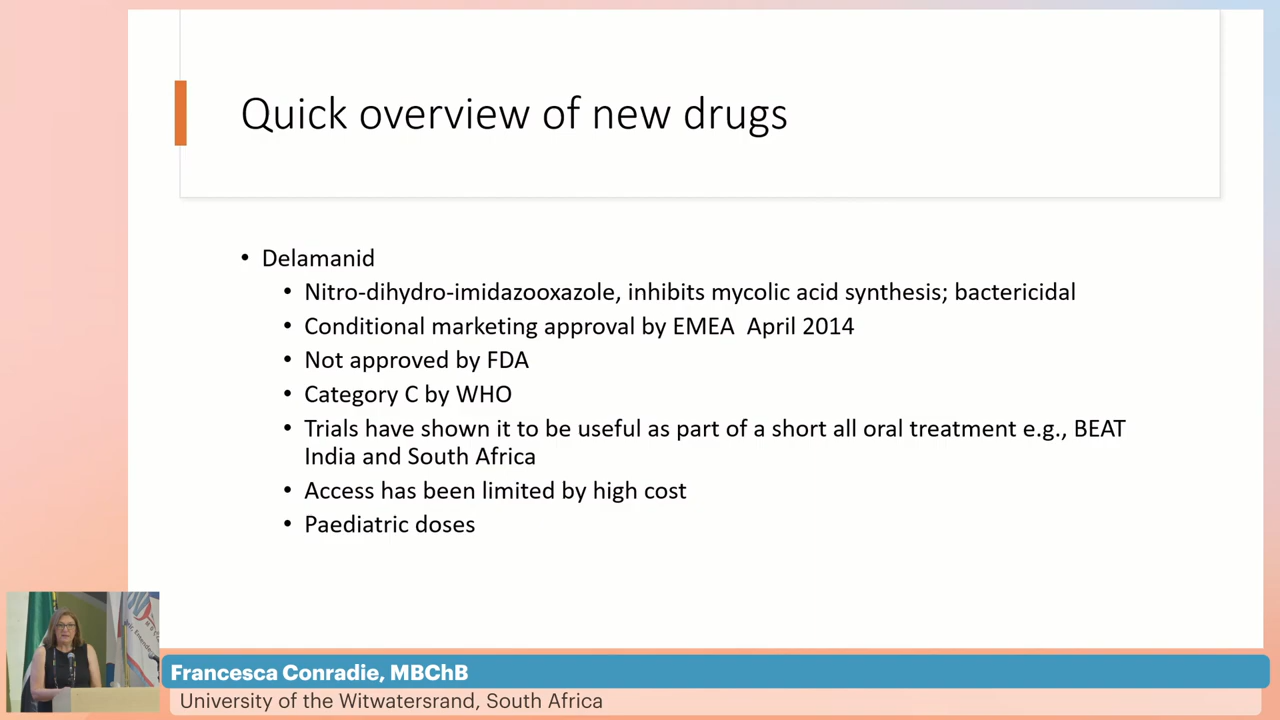 Quick overview of new drugs
• Delamanid
• Nitro-dihydro-imidazooxazole, inhibits mycolic acid synthesis; bactericidal
• Conditional marketing approval by EMEA  April 2014
• Not approved by FDA
• Category C by WHO
• Trials have shown it to be useful as part of a short all oral treatment e.g., BEAT
India and South Africa
• Access has been limited by high cost
• Paediatric doses
Francesca Conradie, MBChB
University of the Witwatersrand, South Africa